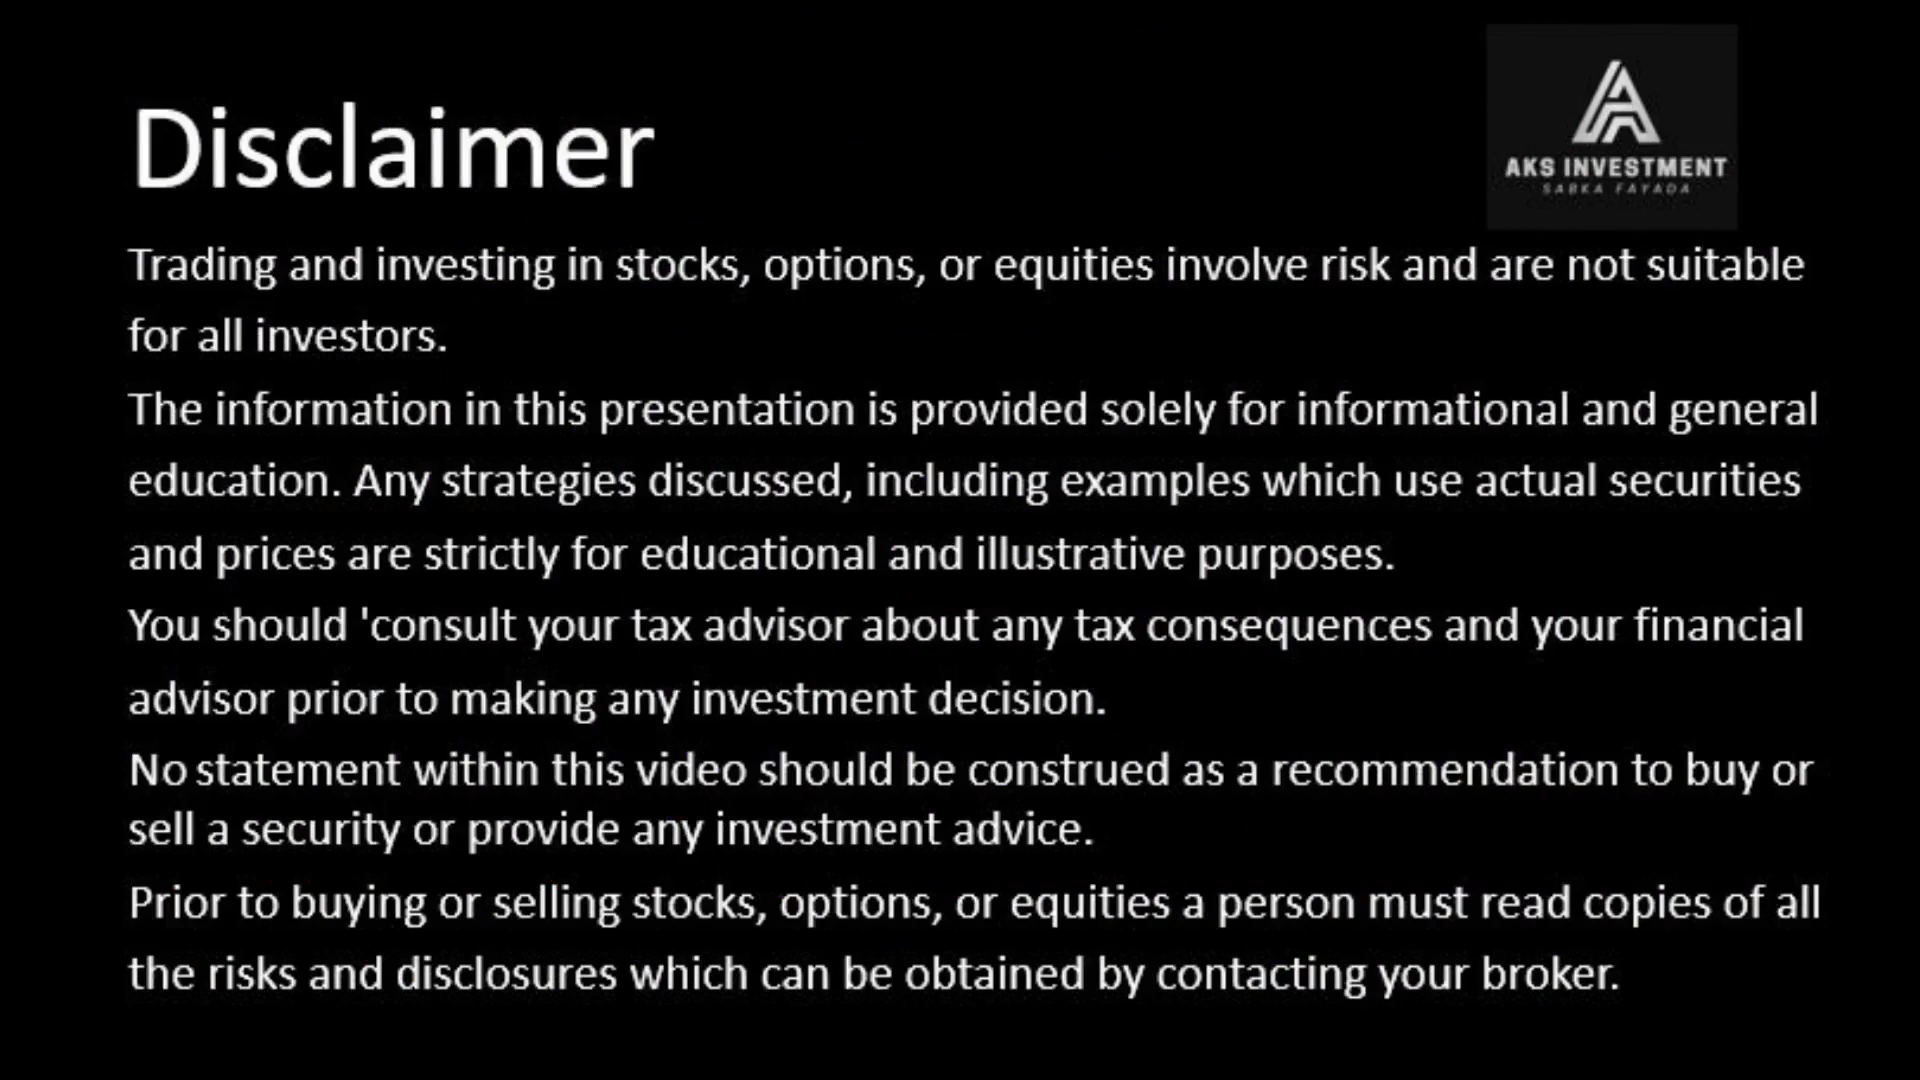 AKS INVESTMENT
SABKA FAYADA
Disclaimer
Trading and investing in stocks, options, or equities involve risk and are not suitable
for all investors.
The information in this presentation is provided solely for informational and general
education. Any strategies discussed, including examples which use actual securities
and prices are strictly for educational and illustrative purposes.
You should 'consult your tax advisor about any tax consequences and your financial
advisor prior to making any investment decision.
No statement within this video should be construed as a recommendation to buy or
sell a security or provide any investment advice.
Prior to buying or selling stocks, options, or equities a person must read copies of all
the risks and disclosures which can be obtained by contacting your broker.